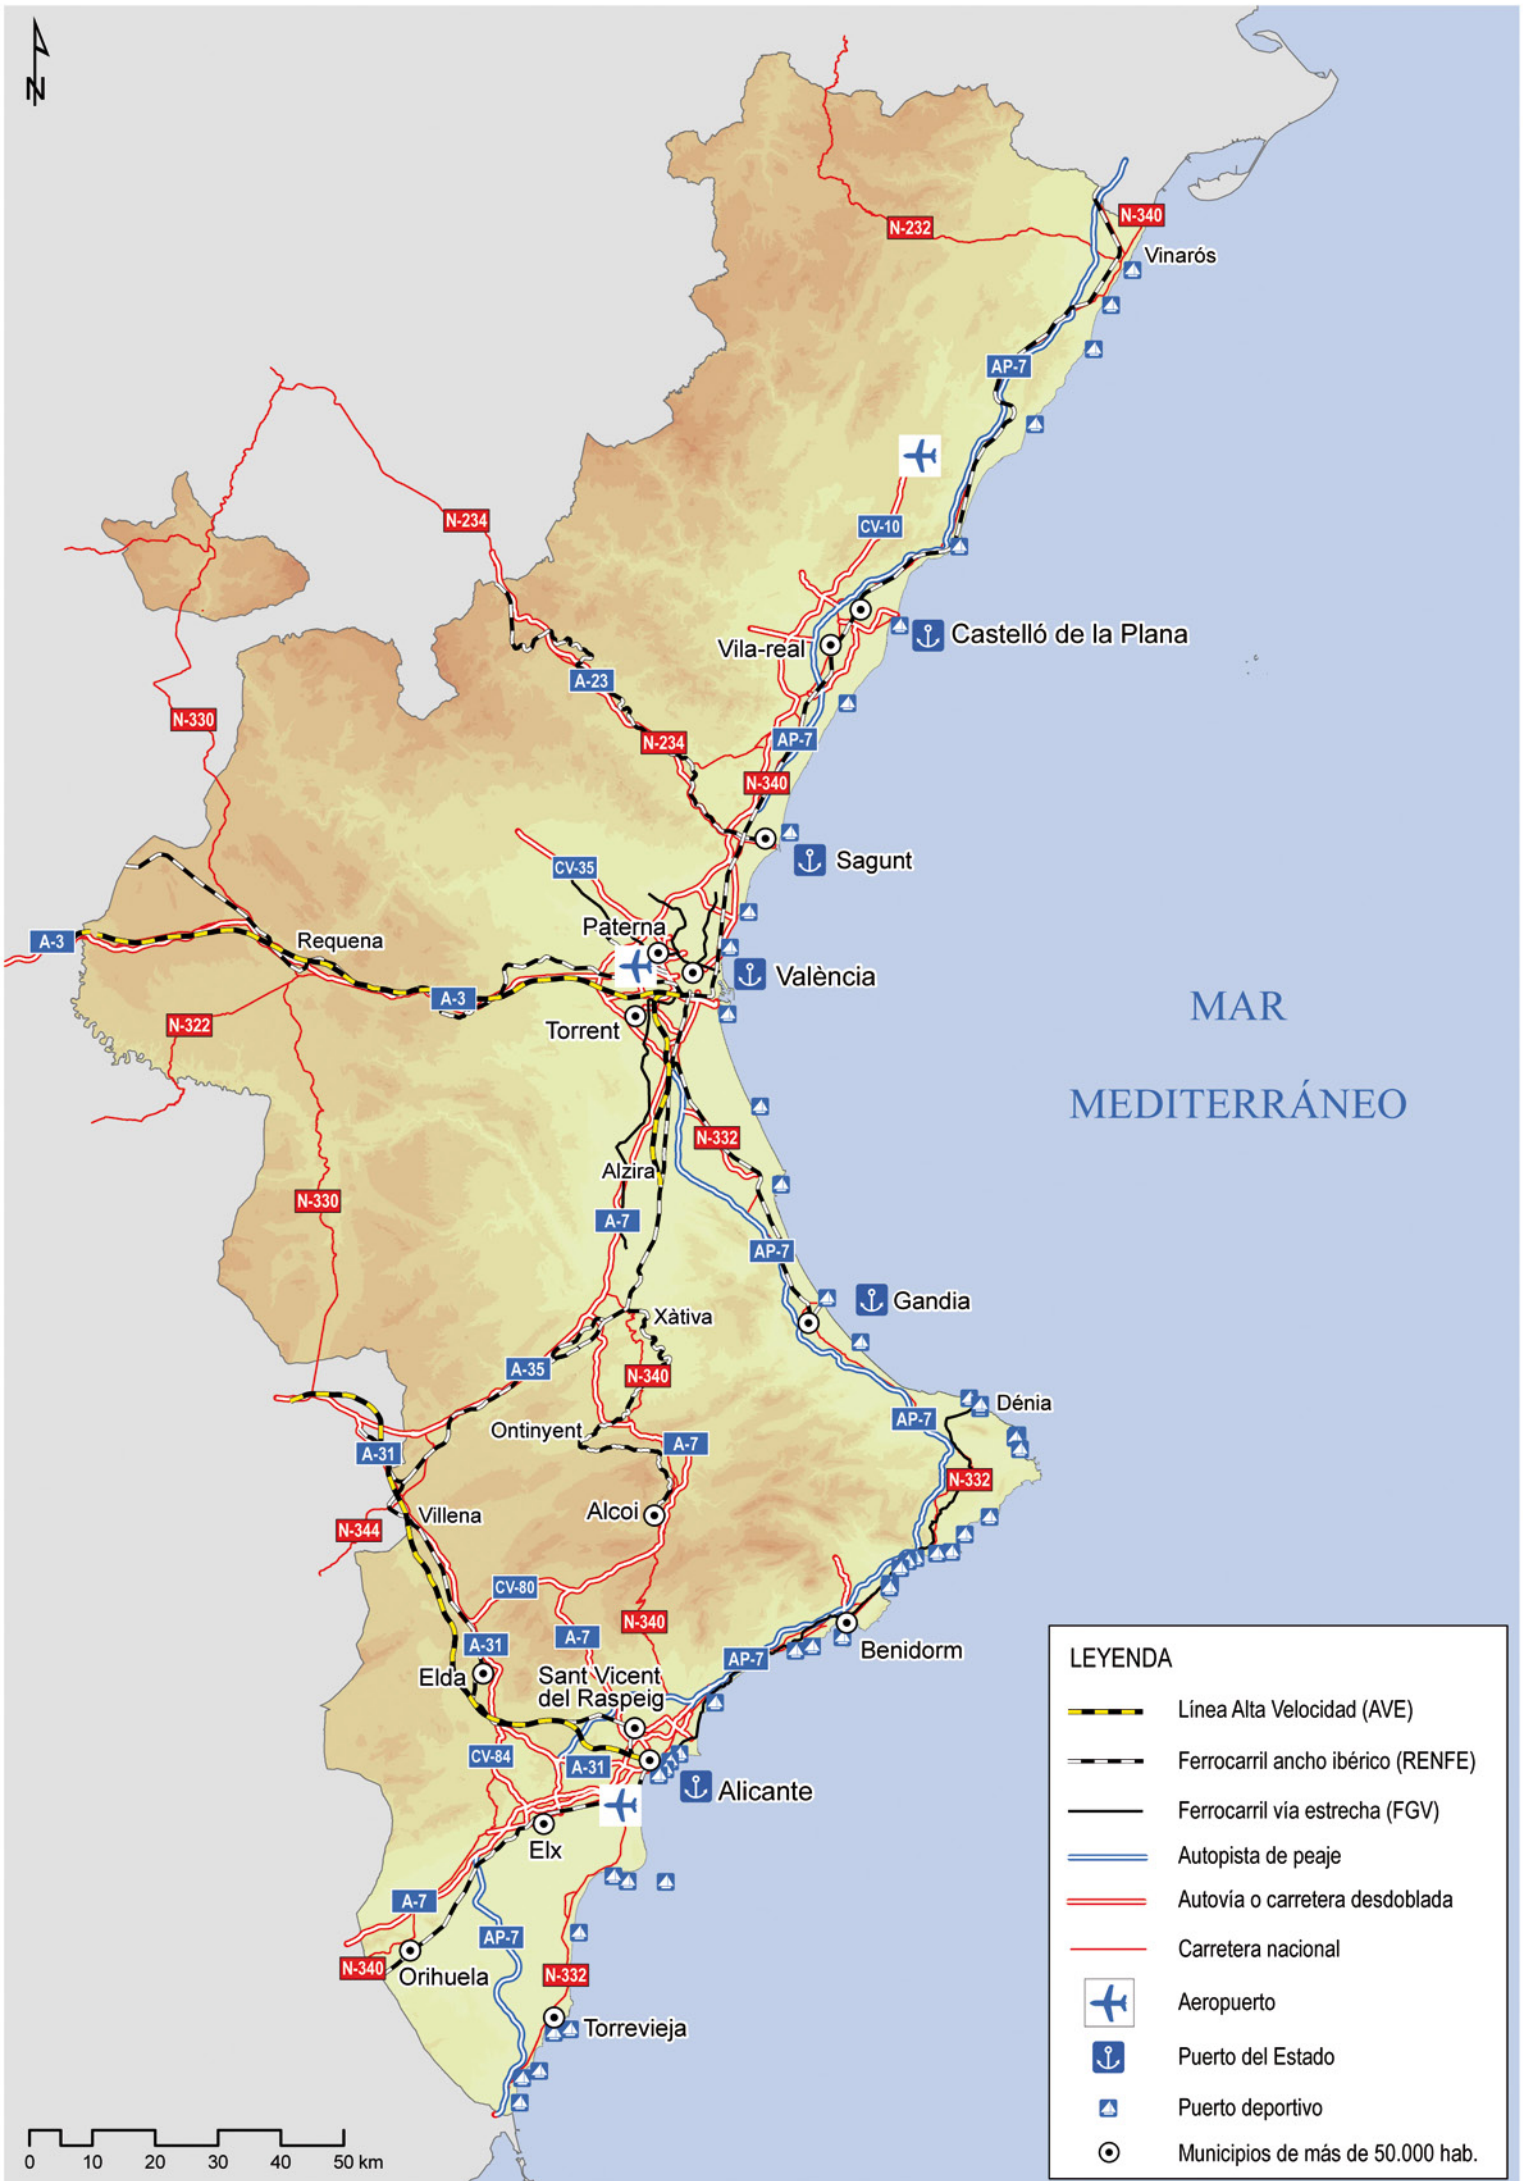 N
N-340
N-232
Vinarós
AP-7
N-234
CV-10
Castelló de la Plana
Vila-real
A-23
N-330
N-234
AP-7
N-340
Sagunt
CV-35
Paterna
A-3
Requena
València
A-3
MAR
N-322
Torrent
MEDITERRÁNEO
N-332
Alzira
N-330
A-7
AP-7
Gandia
Xàtiva
A-35
N-340
Dénia
AP-7
Ontinyent
A-7
A-31
N-332
Alcoi
Villena
N-344
CV-80
N-340
A-7
A-31
Benidorm
AP-7
Elda
Sant Vicent
del Raspeig
CV-84
A-31
Alicante
Elx
A-7
AP-7
N-340
Orihuela
N-332
Torrevieja
LEYENDA
Línea Alta Velocidad (AVE)
Ferrocarril ancho ibérico (RENFE)
Ferrocarril vía estrecha (FGV)
Autopista de peaje
Autovía o carretera desdoblada
Carretera nacional
Aeropuerto
Puerto del Estado
Puerto deportivo
Municipios de más de 50.000 hab.
0 10 20 30 40 50 km